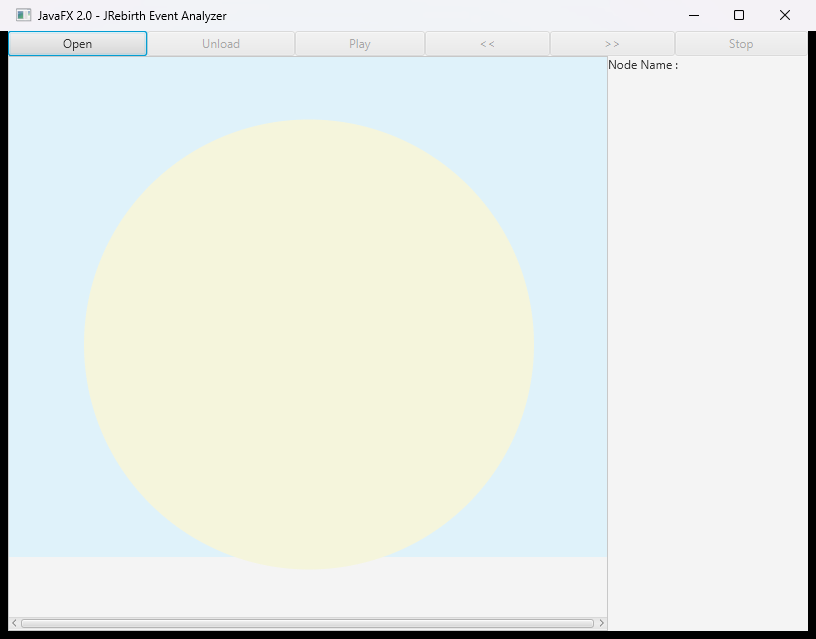 JavaFX 2.0 - JRebirth Event Analyzer
Open Unload Play << >> Stop
Node Name :